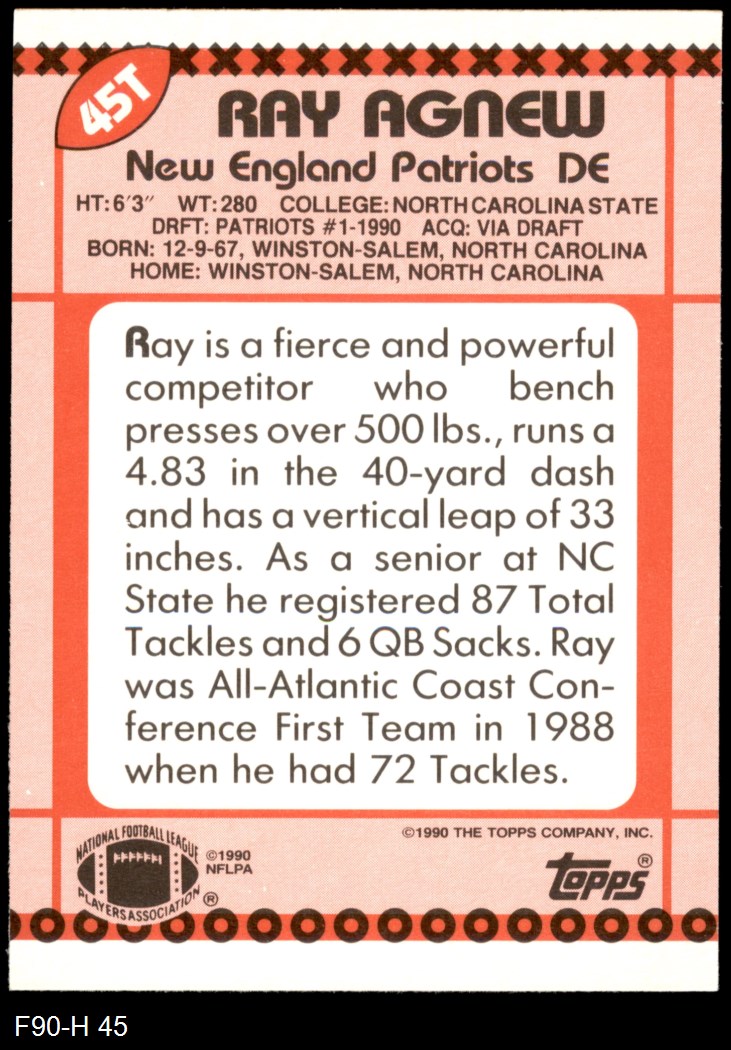 45T
RAY AGNEW
New England Patriots DE
HT: 6'3" WT: 280 COLLEGE: NORTH CAROLINA STATE
DRFT: PATRIOTS #1-1990 ACQ: VIA DRAFT
BORN: 12-9-67, WINSTON-SALEM, NORTH CAROLINA
HOME: WINSTON-SALEM, NORTH CAROLINA
Ray is a fierce and powerful
competitor who bench
presses over 500 lbs., runs a
4.83 in the 40-yard dash
and has a vertical leap of 33
inches. As a senior at NC
State he registered 87 Total
Tackles and 6 QB Sacks. Ray
was All-Atlantic Coast Con-
ference First Team in 1988
when he had 72 Tackles.
©1990 THE TOPPS COMPANY, INC.
NATIONAL FOOTBALL LEAGUE
PLAYERS ASSOCIATION ®
©1990
NFLPA
Topps ®
F90-H 45